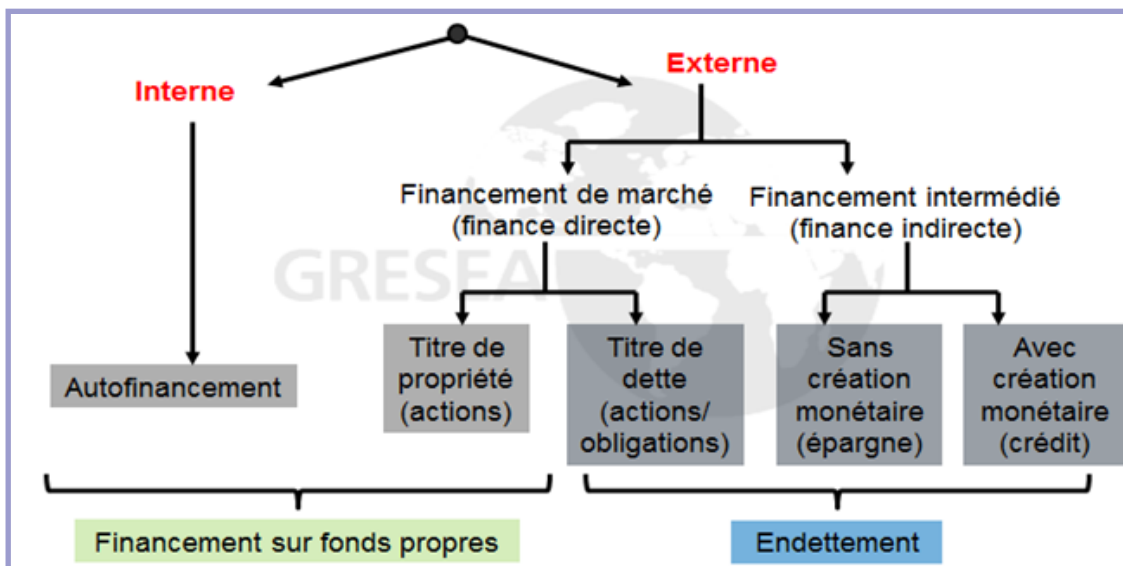 Interne
Externe
Financement de marché
(finance directe)
Financement intermédié
(finance indirecte)
GRESEA
Autofinancement
Titre de
propriété
(actions)
Titre de
dette
(actions/
obligations)
Sans
création
monétaire
(épargne)
Avec
création
monétaire
(crédit)
Financement sur fonds propres
Endettement